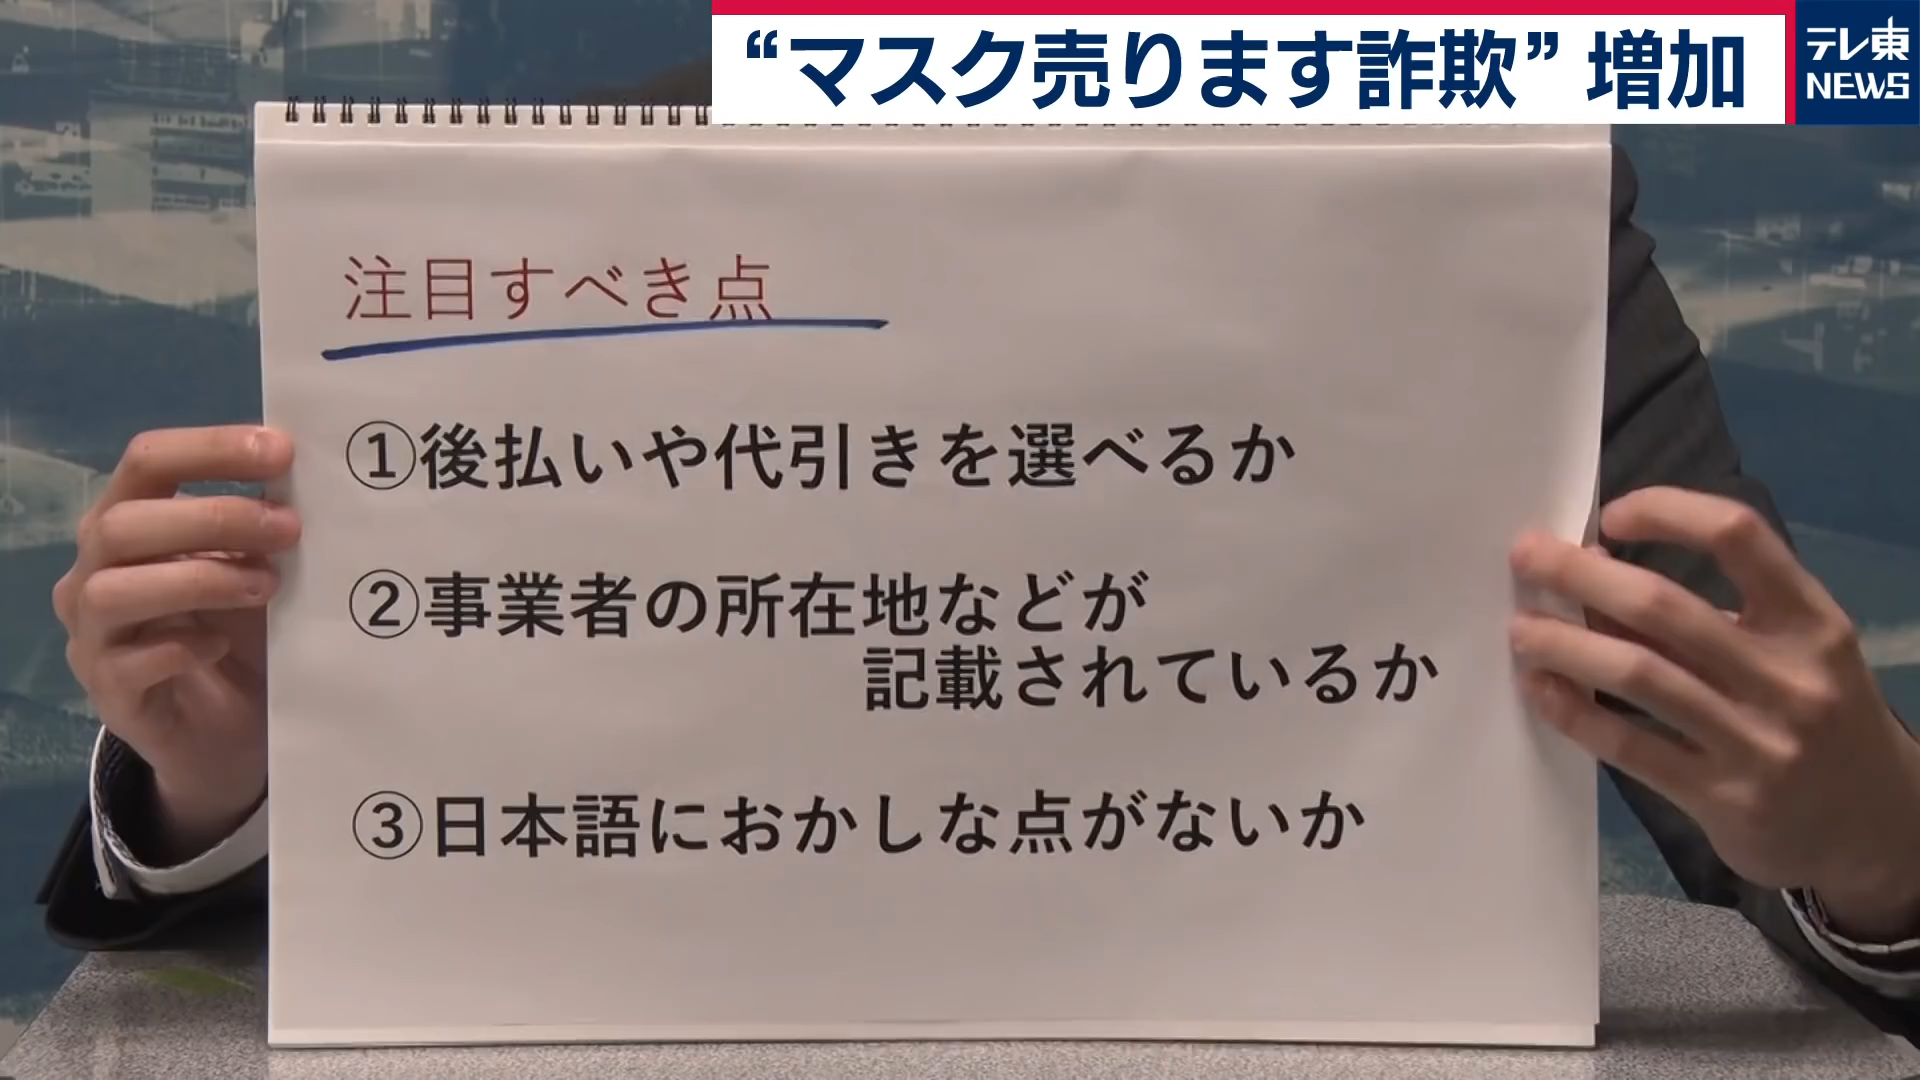 “マスク売ります詐欺” 増加
テレ東
NEWS
注目すべき点
①後払いや代引きを選べるか
②事業者の所在地などが
記載されているか
③日本語におかしな点がないか